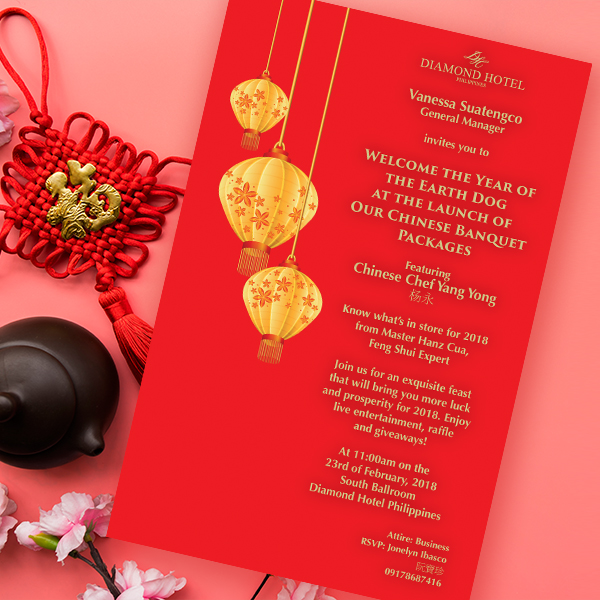 DH
DIAMOND HOTEL
PHILIPPINES
Vanessa Suatengco
General Manager
invites you to
Welcome the Year of
the Earth Dog
at the launch of
Our Chinese Banquet
Packages
Featuring
Chinese Chef Yang Yong
杨永
Know what's in store for 2018
from Master Hanz Cua,
Feng Shui Expert
Join us for an exquisite feast
that will bring you more luck
and prosperity for 2018. Enjoy
live entertainment, raffle
and giveaways!
At 11:00am on the
23rd of February, 2018
South Ballroom
Diamond Hotel Philippines
Attire: Business
RSVP: Jonelyn Ibasco
阮寶珍
09178687416